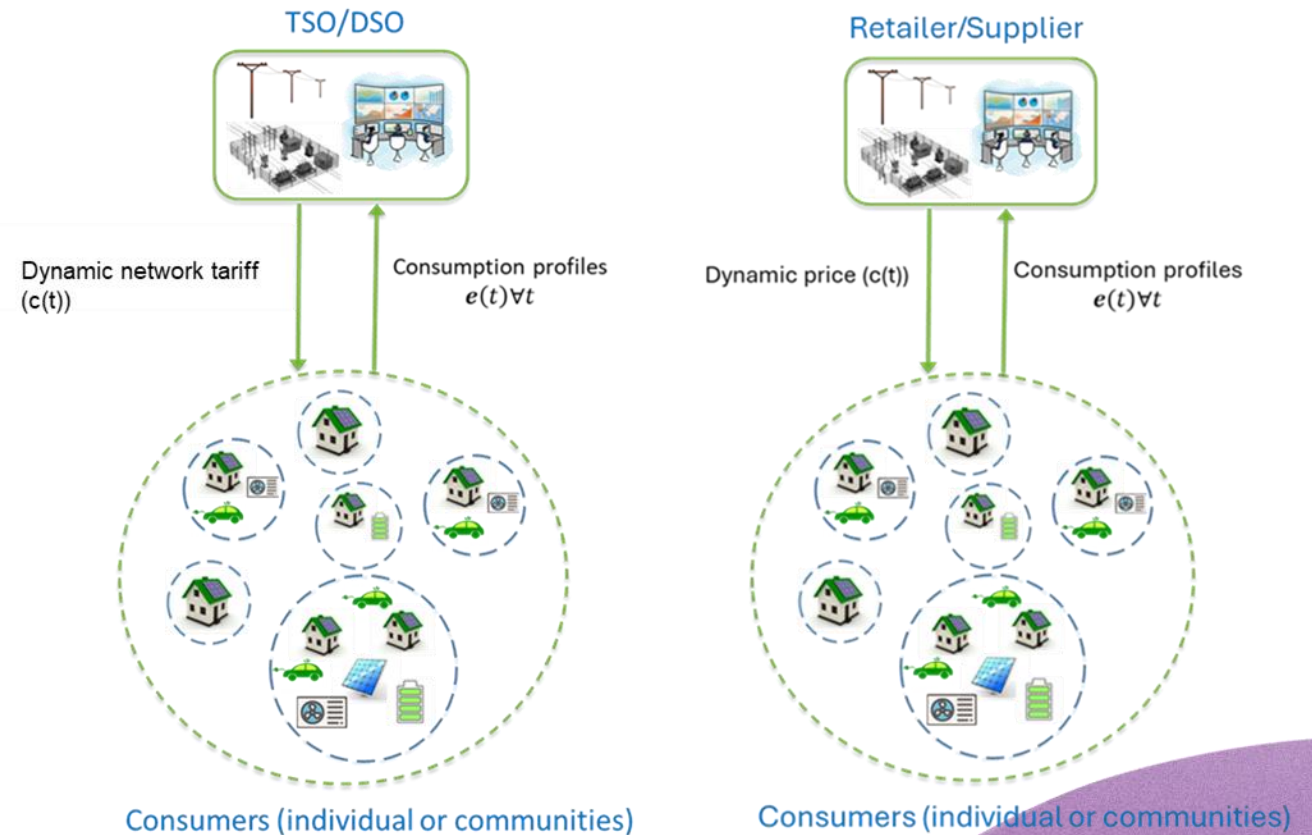 TSO/DSO
Dynamic network tariff
(c(t))
Consumption profiles
e(t)∀t
Consumers (individual or communities)
Retailer/Supplier
Dynamic price (c(t))
Consumption profiles
e(t)∀t
Consumers (individual or communities)